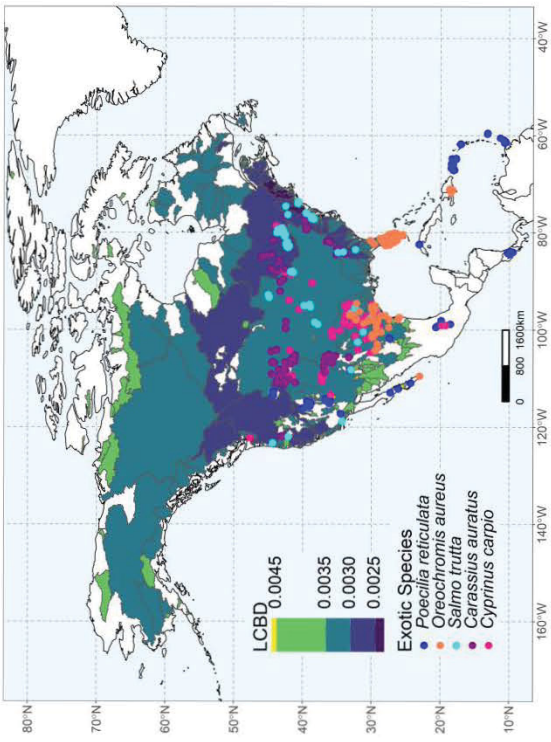 80°N
70°N
60°N
50°N
40°N
30°N
20°N
10°N
160°W
140°W
120°W
100°W
80°W
60°W
40°W
LCBD
0.0045
0.0035
0.0030
0.0025
Exotic Species
Poecilia reticulata
Oreochromis aureus
Salmo trutta
Carassius auratus
Cyprinus carpio
0 800 1600km